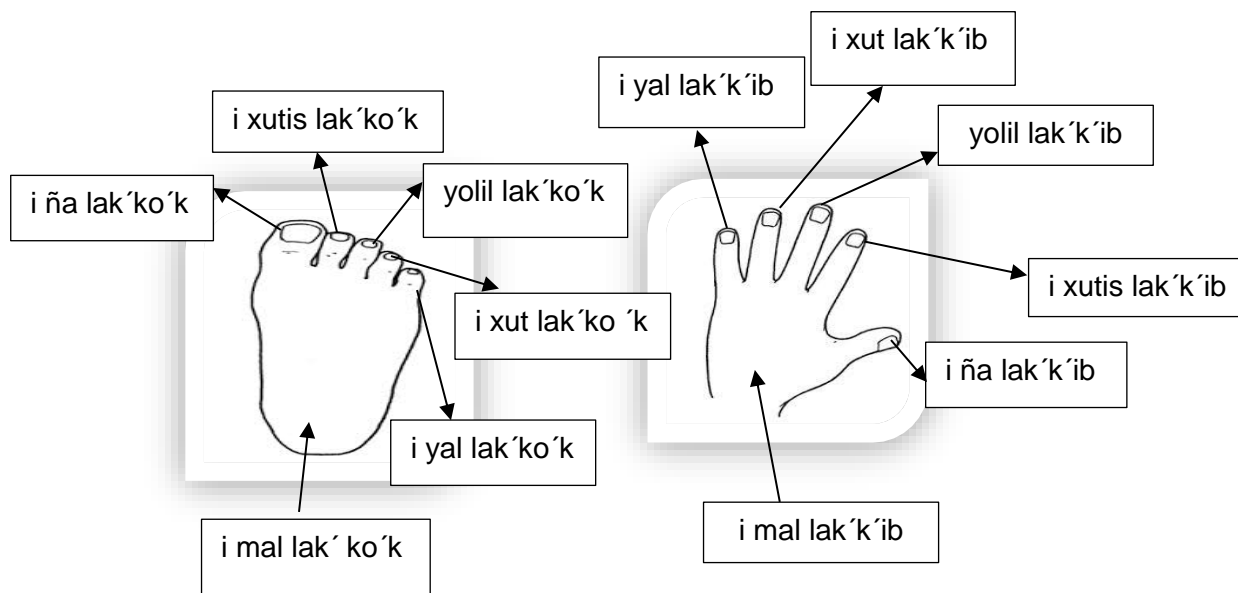 i xut lak´k´ib
i yal lak´k´ib
i xutis lak´ko´k
yolil lak´k´ib
i ña lak´ko´k
yolil lak´ko´k
i xutis lak´k´ib
i xut lak´ko ´k
i ña lak´k´ib
i yal lak´ko´k
i mal lak´k´ib
i mal lak´ ko´k